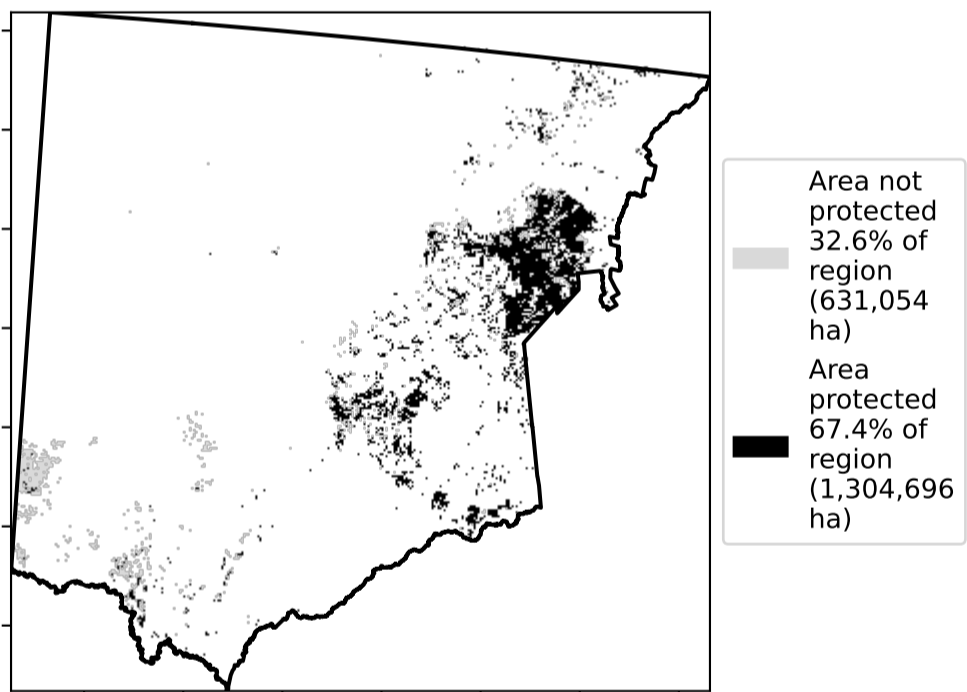 Area not
protected
32.6% of
region
(631,054
ha)
Area
protected
67.4% of
region
(1,304,696
ha)